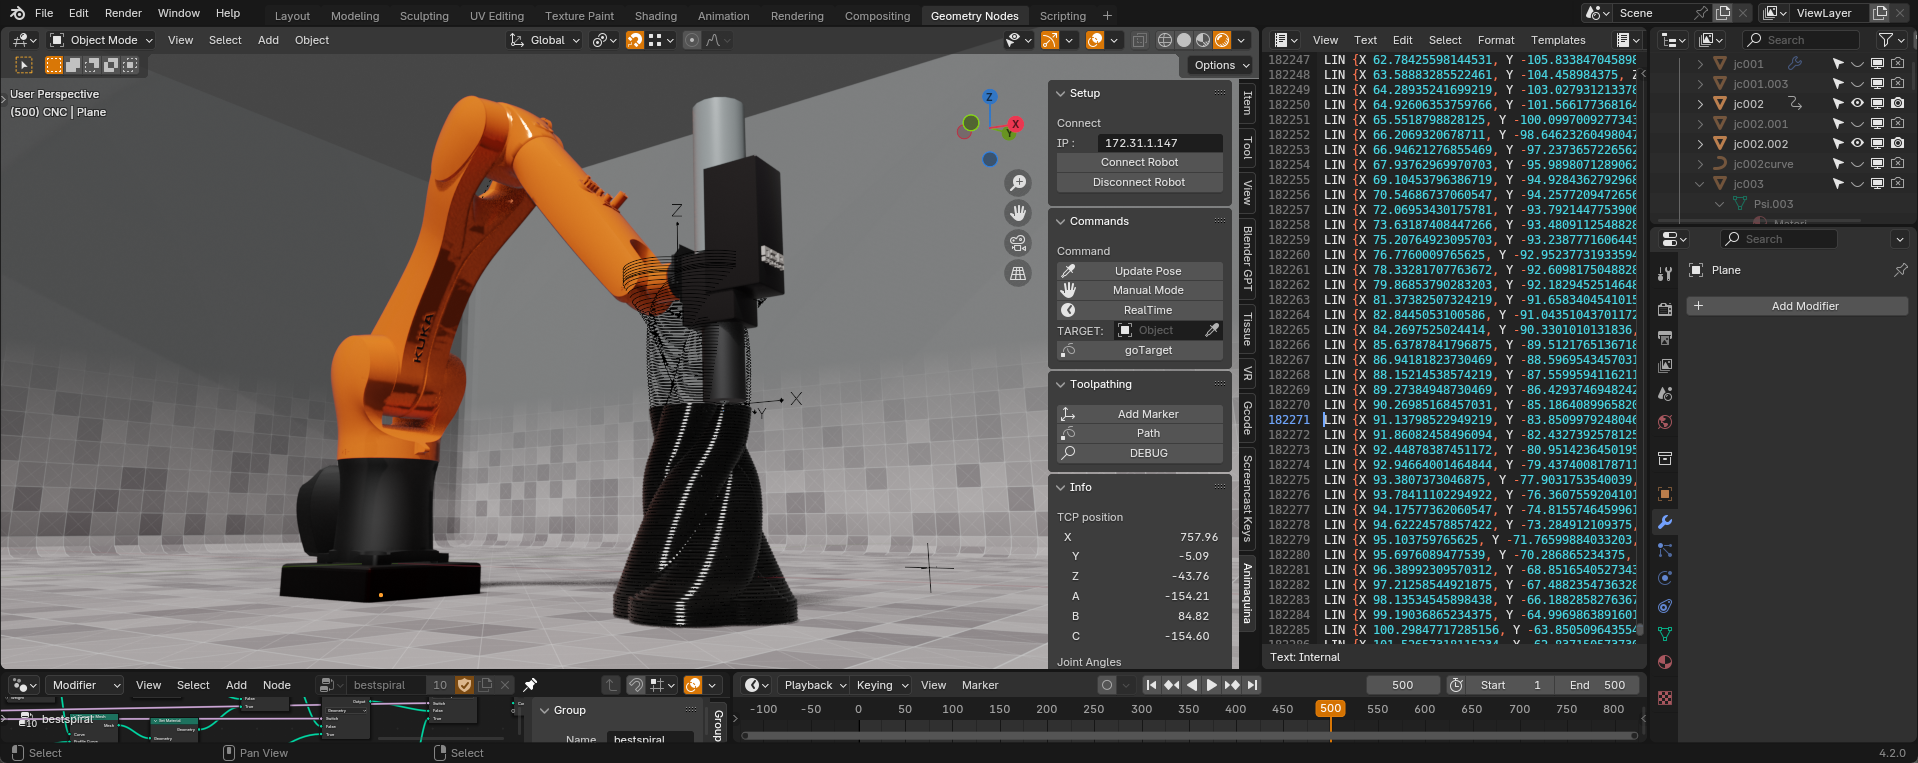 File Edit Render Window Help
Layout Modeling Sculpting UV Editing Texture Paint Shading Animation Rendering Compositing Geometry Nodes Scripting +
Scene ViewLayer
Object Mode View Select Add Object Global
Options
User Perspective
(500) CNC | Plane
KUKA
Z
X
Y
Z
X
Y
Setup
Connect
IP : 172.31.1.147
Connect Robot
Disconnect Robot
Commands
Command
Update Pose
Manual Mode
RealTime
TARGET: Object
goTarget
Toolpathing
Add Marker
Path
DEBUG
Info
TCP position
X 757.96
Y -5.09
Z -43.76
A -154.21
B 84.82
C -154.60
Joint Angles
Item
Tool
View
Blender GPT
Tissue
VR
Gcode
Screencast Keys
Animaquina
View Text Edit Select Format Templates
182247 LIN {X 62.78425598144531, Y -105.833847045898
182248 LIN {X 63.58883285522461, Y -104.458984375, Z
182249 LIN {X 64.28935241699219, Y -103.027931213378
182250 LIN {X 64.92606353759766, Y -101.566177368164
182251 LIN {X 65.5518798828125, Y -100.0997009277343
182252 LIN {X 66.2069320678711, Y -98.64623260498047
182253 LIN {X 66.94621276855469, Y -97.2373657226562
182254 LIN {X 67.93762969970703, Y -95.9898071289062
182255 LIN {X 69.10453796386719, Y -94.9284362792968
182256 LIN {X 70.54686737060547, Y -94.2577209472656
182257 LIN {X 72.06953430175781, Y -93.7921447753906
182258 LIN {X 73.63187408447266, Y -93.4809112548828
182259 LIN {X 75.20764923095703, Y -93.2387771606445
182260 LIN {X 76.7760009765625, Y -92.95237731933594
182261 LIN {X 78.33281707763672, Y -92.6098175048828
182262 LIN {X 79.86853790283203, Y -92.1829452514648
182263 LIN {X 81.37382507324219, Y -91.6583404541015
182264 LIN {X 82.8445053100586, Y -91.04351043701172
182265 LIN {X 84.2697525024414, Y -90.3301010131836,
182266 LIN {X 85.63787841796875, Y -89.5121765136718
182267 LIN {X 86.94181823730469, Y -88.5969543457031
182268 LIN {X 88.15214538574219, Y -87.5599594116211
182269 LIN {X 89.27384948730469, Y -86.4293746948242
182270 LIN {X 90.26985168457031, Y -85.1864089965820
182271 LIN {X 91.13798522949219, Y -83.8509979248046
182272 LIN {X 91.86082458496094, Y -82.4327392578125
182273 LIN {X 92.44878387451172, Y -80.9514236450195
182274 LIN {X 92.94664001464844, Y -79.4374008178711
182275 LIN {X 93.3807373046875, Y -77.9031753540039,
182276 LIN {X 93.78411102294922, Y -76.3607559204101
182277 LIN {X 94.17577362060547, Y -74.8155746459961
182278 LIN {X 94.62224578857422, Y -73.284912109375,
182279 LIN {X 95.103759765625, Y -71.76599884033203,
182280 LIN {X 95.6976089477539, Y -70.286865234375,
182281 LIN {X 96.38992309570312, Y -68.8516540527343
182282 LIN {X 97.21258544921875, Y -67.4882354736328
182283 LIN {X 98.13534545898438, Y -66.1882858276367
182284 LIN {X 99.19036865234375, Y -64.9969863891601
182285 LIN {X 100.29847717285156, Y -63.850509643554
Text: Internal
Search
jc001
jc001.003
jc002
jc002.001
jc002.002
jc002curve
jc003
Psi.003
Search
Plane
Add Modifier
Modifier View Select Add Node bestspiral 10
bestspiral
Group
Name bestspiral
Group
Playback Keying View Marker 500 Start 1 End 500
-100 -50 0 50 100 150 200 250 300 350 400 450 500 550 600 650 700 750 800
Select Pan View Select 4.2.0